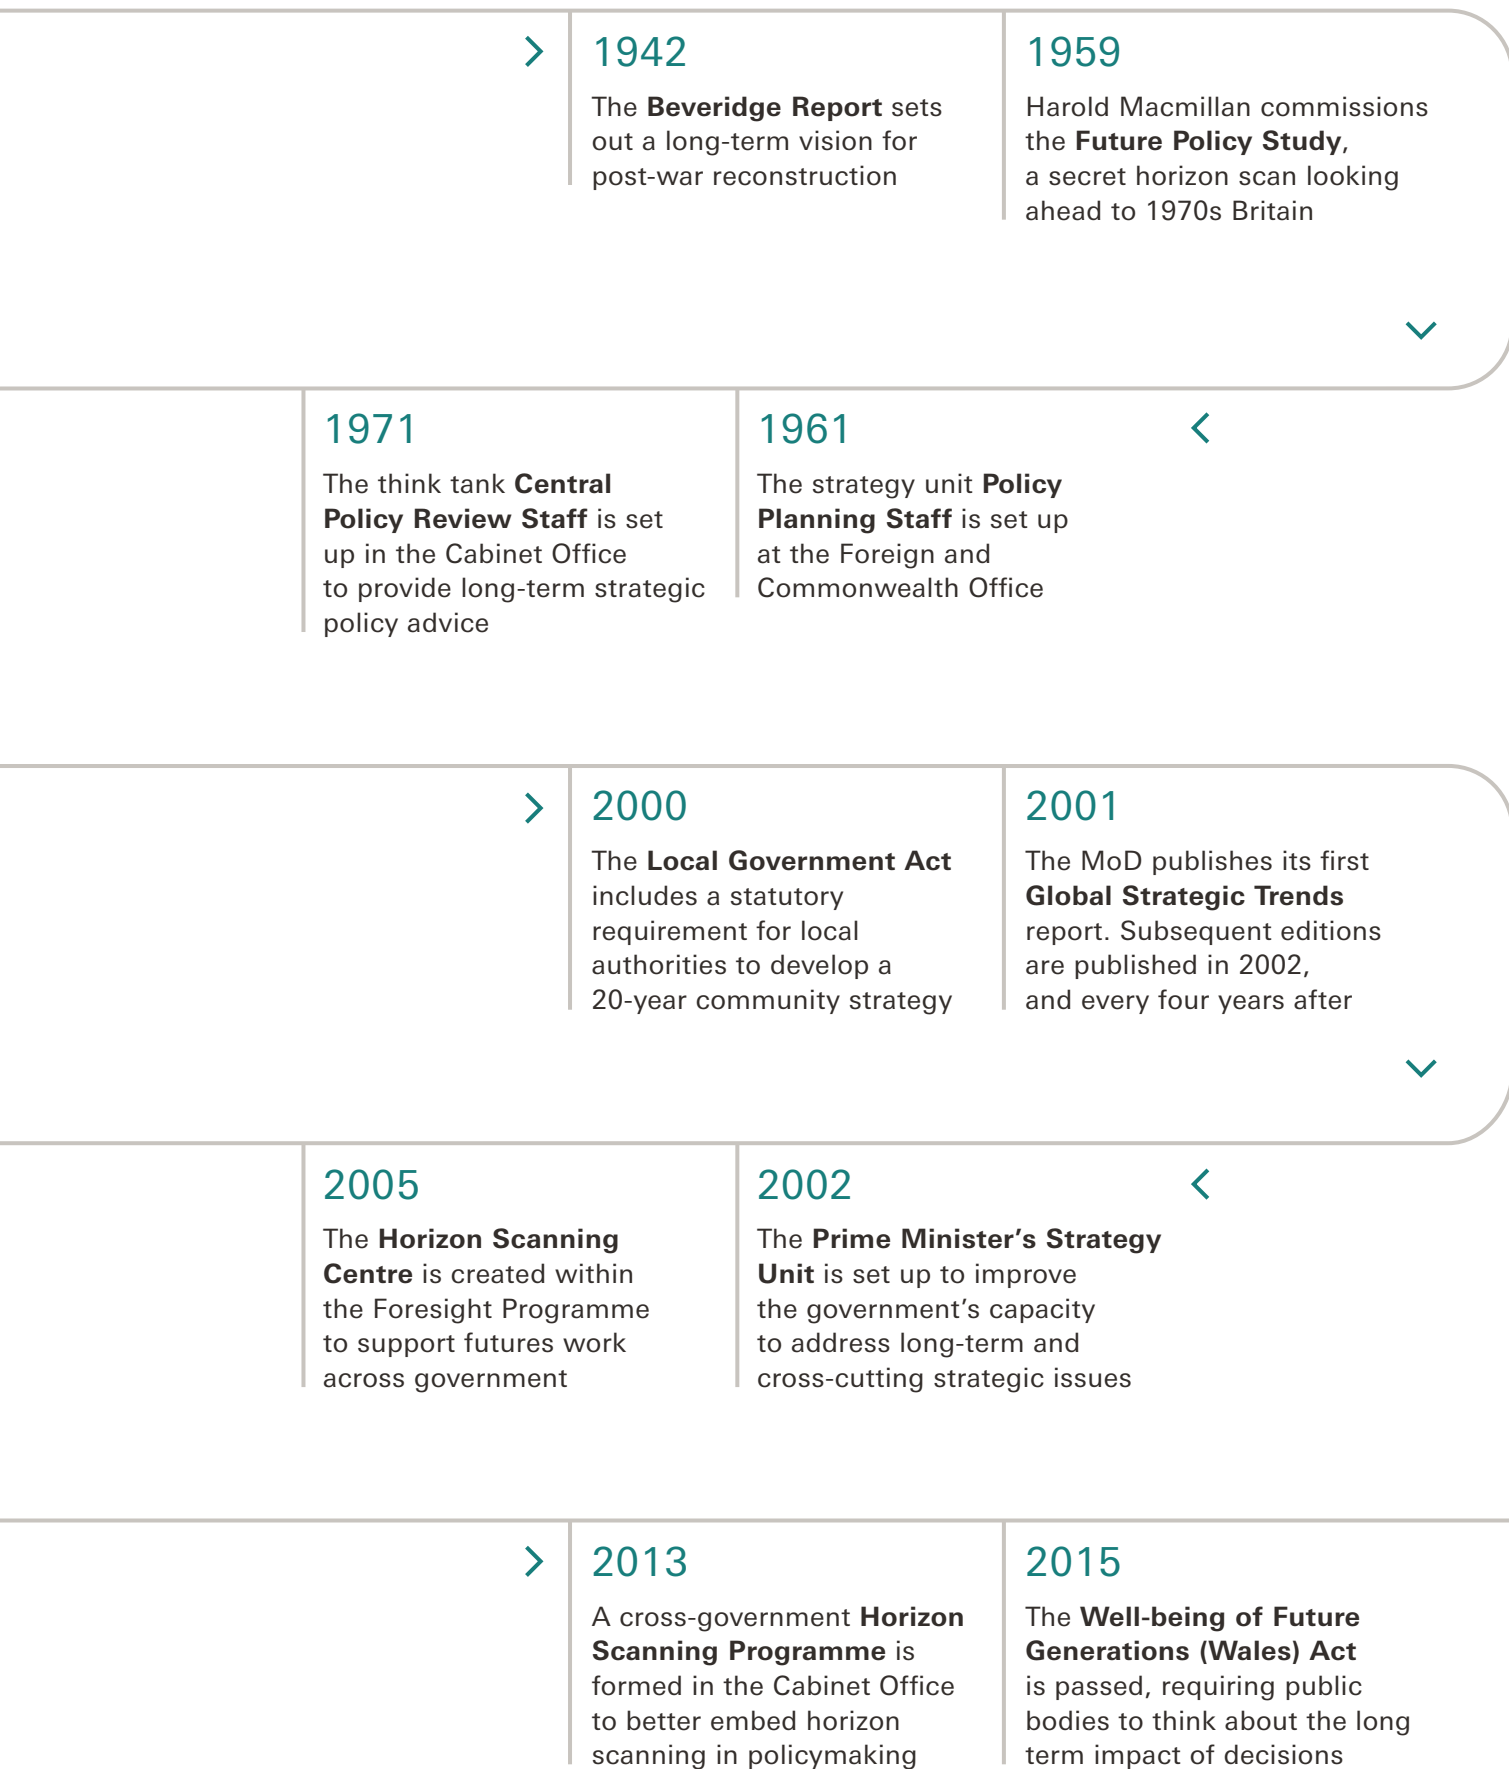 1942
The Beveridge Report sets
out a long-term vision for
post-war reconstruction
1959
Harold Macmillan commissions
the Future Policy Study,
a secret horizon scan looking
ahead to 1970s Britain
1961
The strategy unit Policy
Planning Staff is set up
at the Foreign and
Commonwealth Office
1971
The think tank Central
Policy Review Staff is set
up in the Cabinet Office
to provide long-term strategic
policy advice
2000
The Local Government Act
includes a statutory
requirement for local
authorities to develop a
20-year community strategy
2001
The MoD publishes its first
Global Strategic Trends
report. Subsequent editions
are published in 2002,
and every four years after
2002
The Prime Minister’s Strategy
Unit is set up to improve
the government’s capacity
to address long-term and
cross-cutting strategic issues
2005
The Horizon Scanning
Centre is created within
the Foresight Programme
to support futures work
across government
2013
A cross-government Horizon
Scanning Programme is
formed in the Cabinet Office
to better embed horizon
scanning in policymaking
2015
The Well-being of Future
Generations (Wales) Act
is passed, requiring public
bodies to think about the long
term impact of decisions